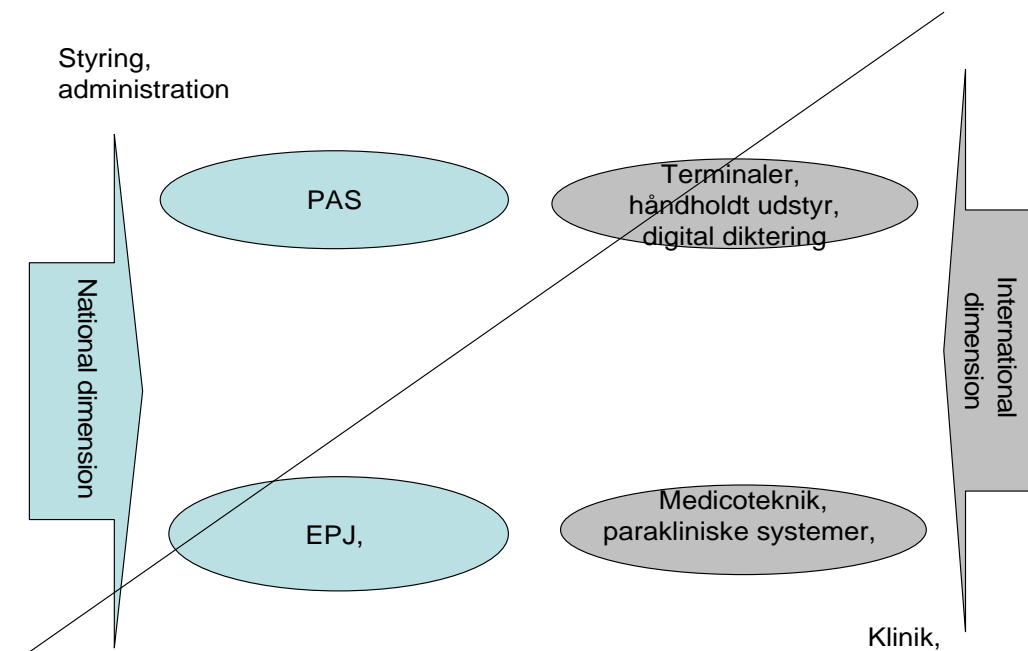 Styring,
administration
PAS
Terminaler,
håndholdt udstyr,
digital diktering
National dimension
International
dimension
EPJ,
Medicoteknik,
parakliniske systemer,
Klinik,